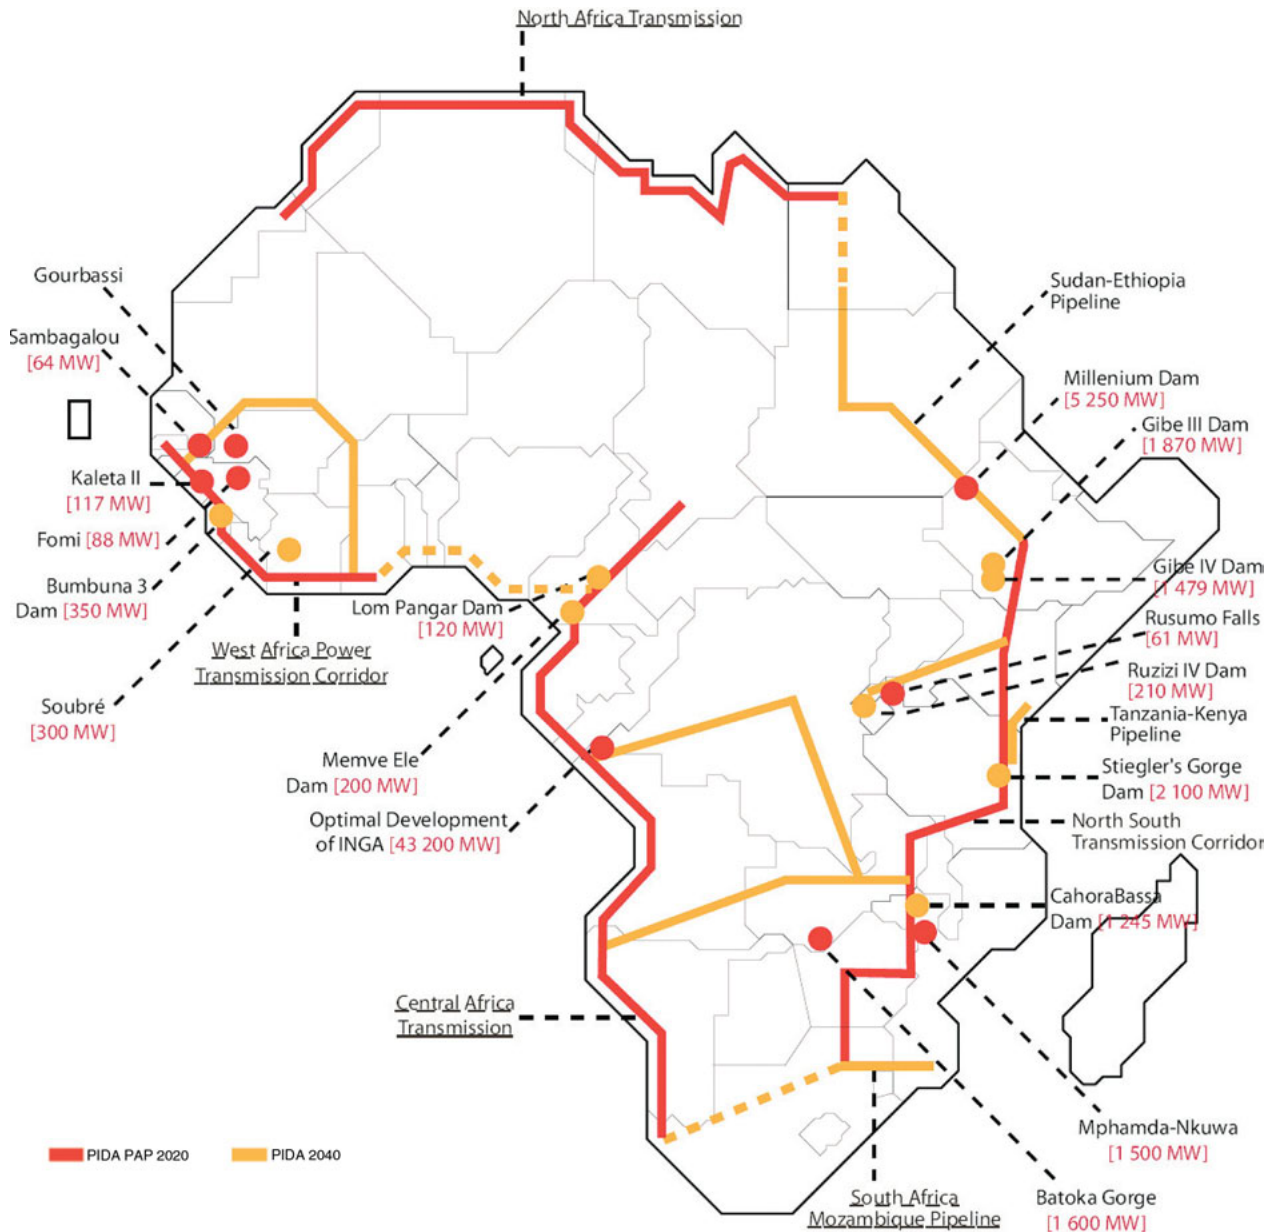 North Africa Transmission
Gourbassi
Sambagalou
[64 MW]
Kaleta II
[117 MW]
Fomi [88 MW]
Bumbuna 3
Dam [350 MW]
Soubré
[300 MW]
West Africa Power
Transmission Corridor
Lom Pangar Dam
[120 MW]
Memve Ele
Dam [200 MW]
Optimal Development
of INGA [43 200 MW]
Central Africa
Transmission
Sudan-Ethiopia
Pipeline
Millenium Dam
[5 250 MW]
Gibe III Dam
[1 870 MW]
Gibe IV Dam
[1 479 MW]
Rusumo Falls
[61 MW]
Ruzizi IV Dam
[210 MW]
Tanzania-Kenya
Pipeline
Stiegler's Gorge
Dam [2 100 MW]
North South
Transmission Corridor
CahoraBassa
Dam [1 245 MW]
Mphamda-Nkuwa
[1 500 MW]
Batoka Gorge
[1 600 MW]
South Africa
Mozambique Pipeline
PIDA PAP 2020
PIDA 2040